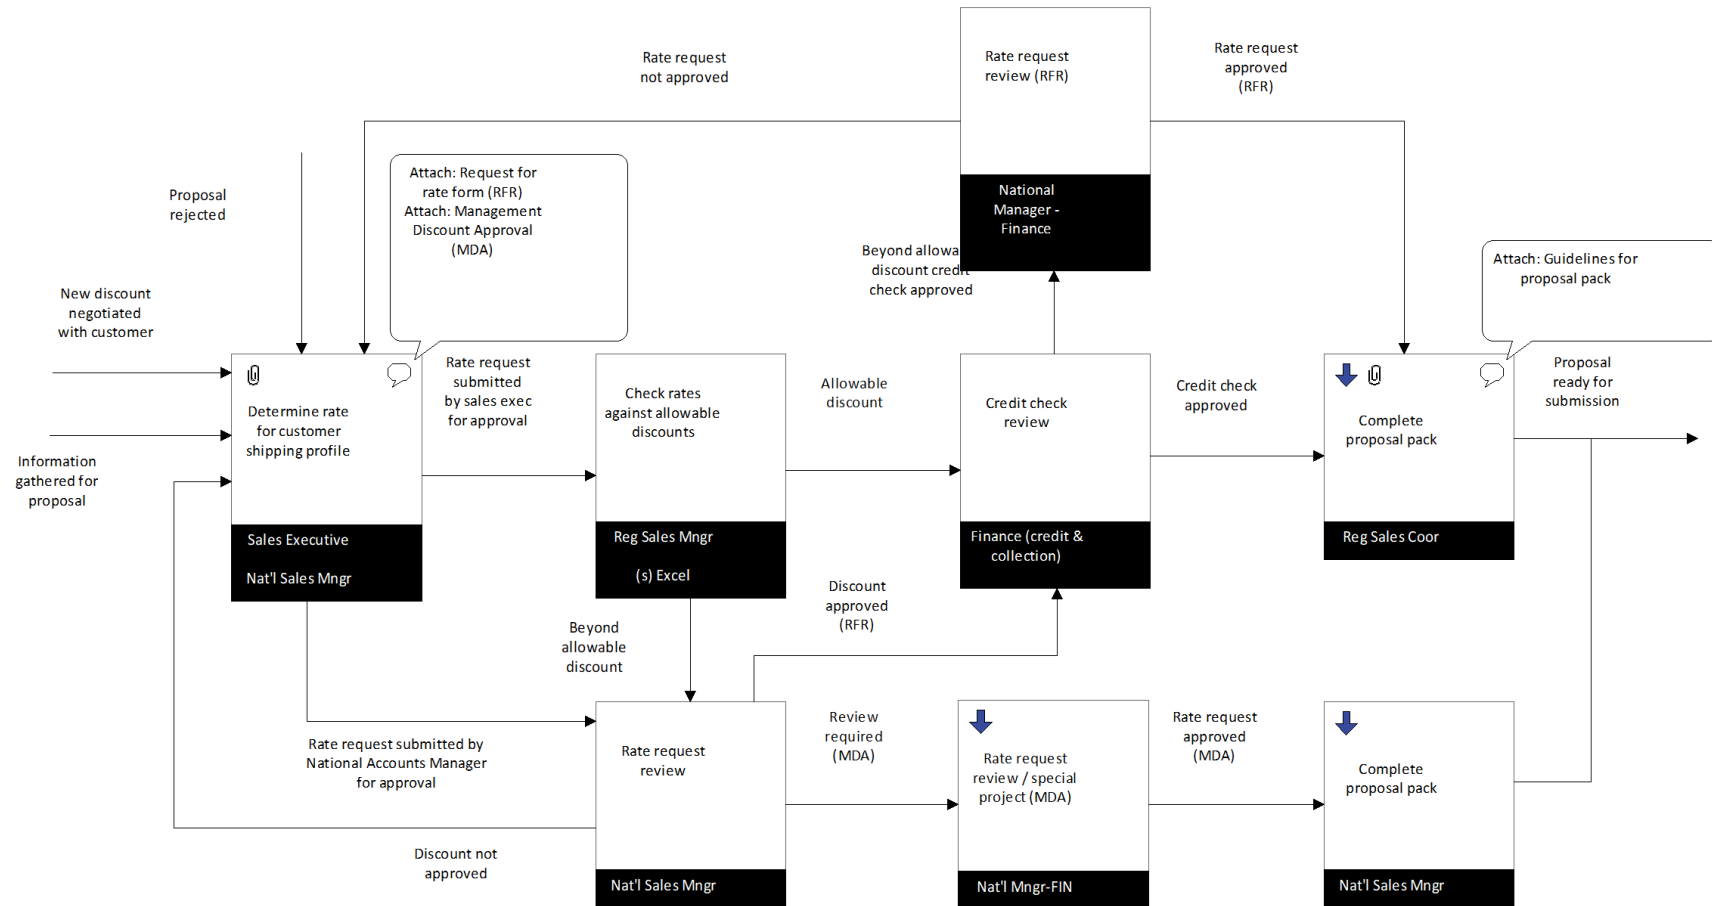 Rate request
not approved
Rate request
review (RFR)
Rate request
approved
(RFR)
National
Manager -
Finance
Proposal
rejected
Attach: Request for
rate form (RFR)
Attach: Management
Discount Approval
(MDA)
Beyond allowa
discount credit
check approved
Attach: Guidelines for
proposal pack
New discount
negotiated
with customer
Information
gathered for
proposal
Determine rate
for customer
shipping profile
Sales Executive
Nat'l Sales Mngr
Rate request
submitted
by sales exec
for approval
Check rates
against allowable
discounts
Reg Sales Mngr
(s) Excel
Allowable
discount
Credit check
review
Finance (credit &
collection)
Credit check
approved
Complete
proposal pack
Reg Sales Coor
Proposal
ready for
submission
Beyond
allowable
discount
Discount
approved
(RFR)
Rate request submitted by
National Accounts Manager
for approval
Discount not
approved
Rate request
review
Nat'l Sales Mngr
Review
required
(MDA)
Rate request
review / special
project (MDA)
Nat'l Mngr-FIN
Rate request
approved
(MDA)
Complete
proposal pack
Nat'l Sales Mngr